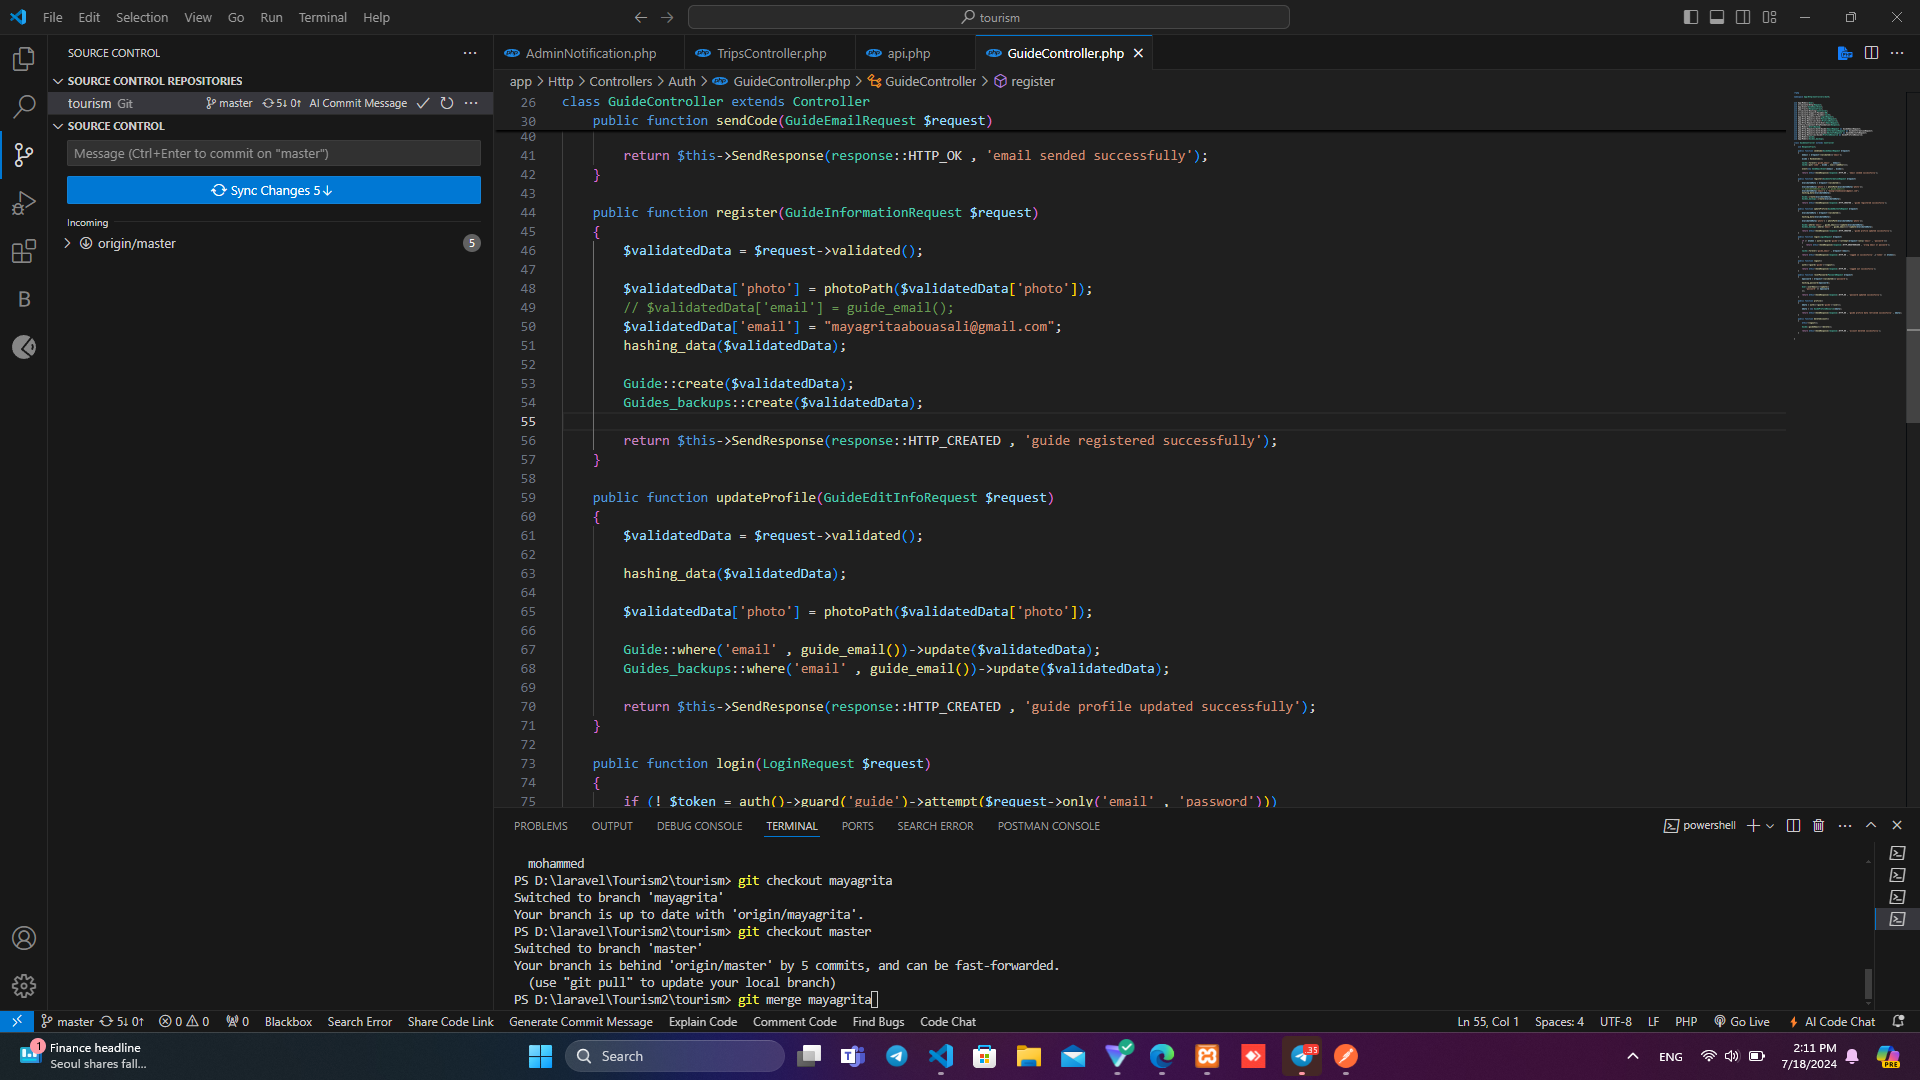 File Edit Selection View Go Run Terminal Help
tourism
SOURCE CONTROL
SOURCE CONTROL REPOSITORIES
tourism Git master 5↓ 0↑ AI Commit Message
SOURCE CONTROL
Message (Ctrl+Enter to commit on "master")
Sync Changes 5↓
Incoming
origin/master 5
AdminNotification.php TripsController.php api.php GuideController.php
app > Http > Controllers > Auth > GuideController.php > GuideController > register
26 class GuideController extends Controller
30 public function sendCode(GuideEmailRequest $request)
40
41 return $this->SendResponse(response::HTTP_OK , 'email sended successfully');
42 }
43
44 public function register(GuideInformationRequest $request)
45 {
46 $validatedData = $request->validated();
47
48 $validatedData['photo'] = photoPath($validatedData['photo']);
49 // $validatedData['email'] = guide_email();
50 $validatedData['email'] = "mayagritaabouasali@gmail.com";
51 hashing_data($validatedData);
52
53 Guide::create($validatedData);
54 Guides_backups::create($validatedData);
55
56 return $this->SendResponse(response::HTTP_CREATED , 'guide registered successfully');
57 }
58
59 public function updateProfile(GuideEditInfoRequest $request)
60 {
61 $validatedData = $request->validated();
62
63 hashing_data($validatedData);
64
65 $validatedData['photo'] = photoPath($validatedData['photo']);
66
67 Guide::where('email' , guide_email())->update($validatedData);
68 Guides_backups::where('email' , guide_email())->update($validatedData);
69
70 return $this->SendResponse(response::HTTP_CREATED , 'guide profile updated successfully');
71 }
72
73 public function login(LoginRequest $request)
74 {
75 if (! $token = auth()->guard('guide')->attempt($request->only('email' , 'password')))
PROBLEMS OUTPUT DEBUG CONSOLE TERMINAL PORTS SEARCH ERROR POSTMAN CONSOLE
powershell
mohammed
PS D:\laravel\Tourism2\tourism> git checkout mayagrita
Switched to branch 'mayagrita'
Your branch is up to date with 'origin/mayagrita'.
PS D:\laravel\Tourism2\tourism> git checkout master
Switched to branch 'master'
Your branch is behind 'origin/master' by 5 commits, and can be fast-forwarded.
(use "git pull" to update your local branch)
PS D:\laravel\Tourism2\tourism> git merge mayagrita
master 5↓ 0↑ 0 0 0 Blackbox Search Error Share Code Link Generate Commit Message Explain Code Comment Code Find Bugs Code Chat
Ln 55, Col 1 Spaces: 4 UTF-8 LF PHP Go Live AI Code Chat
1 Finance headline
Seoul shares fall...
Search
35
ENG
2:11 PM
7/18/2024
PRE